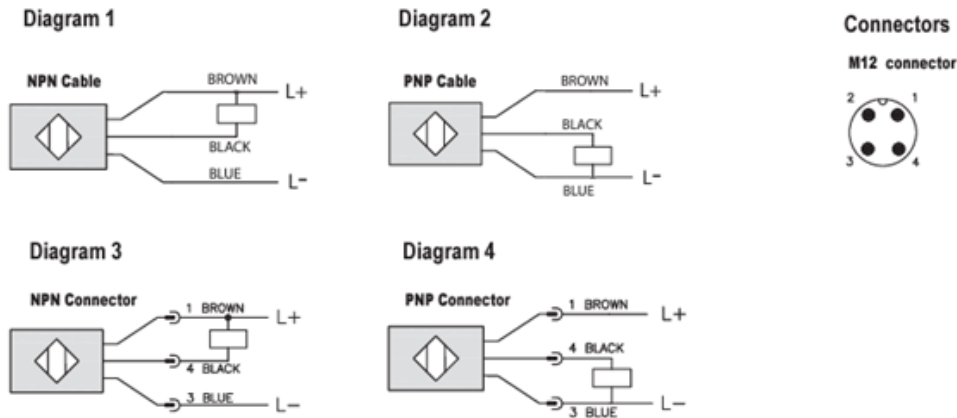 Diagram 1
NPN Cable
BROWN
L+
BLACK
BLUE
L-
Diagram 2
PNP Cable
BROWN
L+
BLACK
L-
BLUE
Connectors
M12 connector
2 1
3 4
Diagram 3
NPN Connector
1 BROWN
L+
4 BLACK
3 BLUE
L-
Diagram 4
PNP Connector
1 BROWN
L+
4 BLACK
L-
3 BLUE